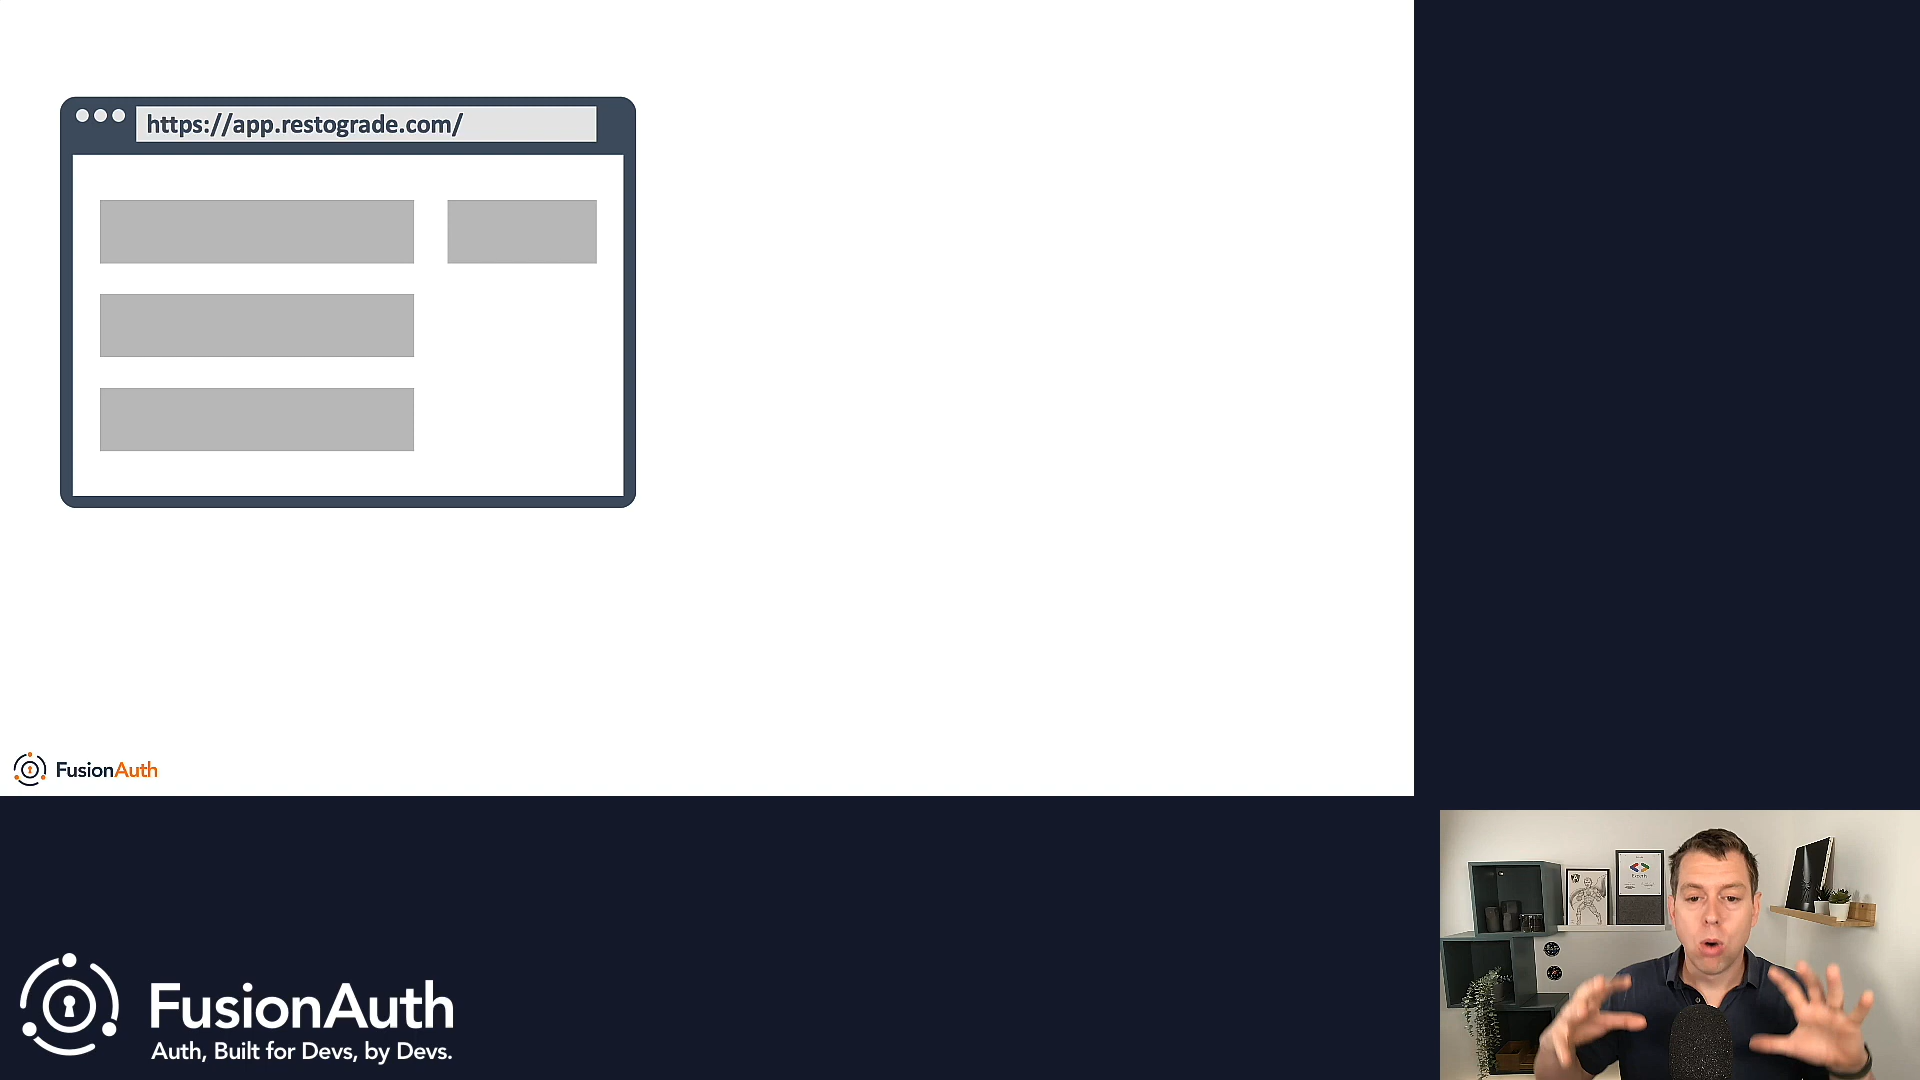 https://app.restograde.com/
FusionAuth
FusionAuth
Auth, Built for Devs, by Devs.